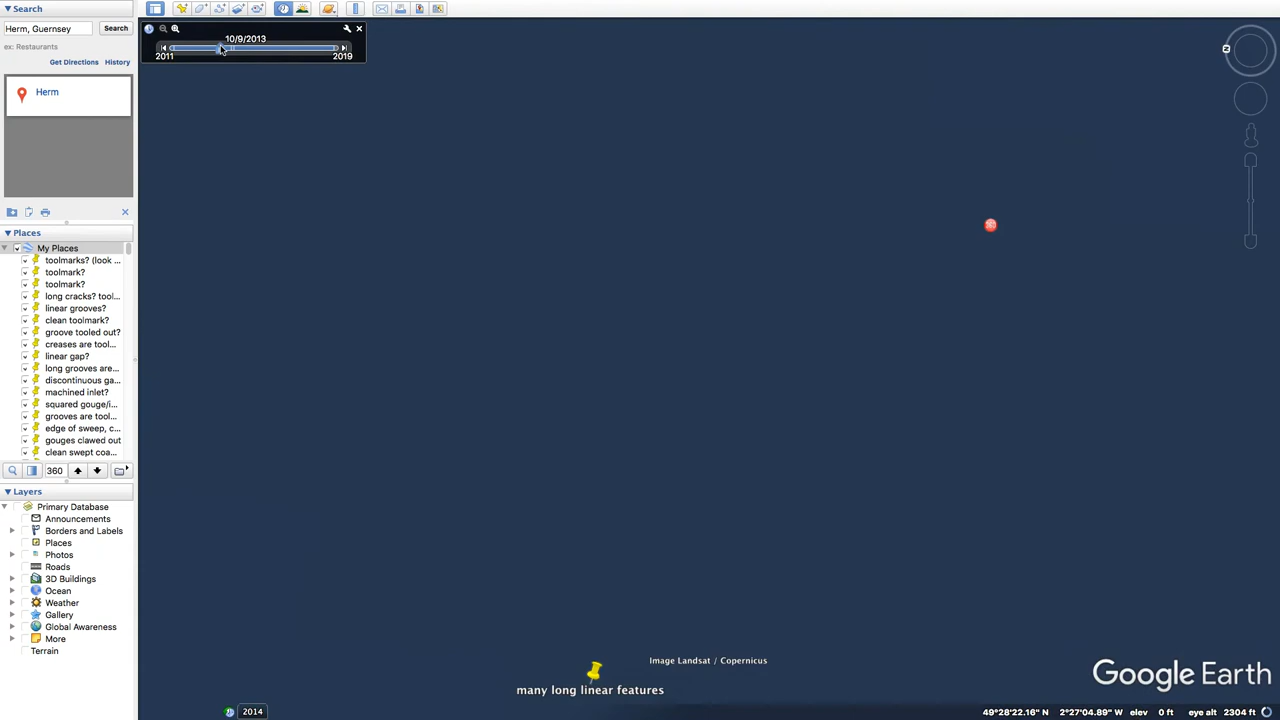 Search
Herm, Guernsey
Search
ex: Restaurants
Get Directions
History
Herm
Places
My Places
toolmarks? (look ...
toolmark?
toolmark?
long cracks? tool...
linear grooves?
clean toolmark?
groove tooled out?
creases are tool...
linear gap?
long grooves are...
discontinuous ga...
machined inlet?
squared gouge/i...
grooves are tool...
edge of sweep, c...
gouges clawed out
clean swept coa...
360
Layers
Primary Database
Announcements
Borders and Labels
Places
Photos
Roads
3D Buildings
Ocean
Weather
Gallery
Global Awareness
More
Terrain
10/9/2013
2011
2019
N
many long linear features
Image Landsat / Copernicus
Google Earth
2014
49°28'22.16" N 2°27'04.89" W elev 0 ft eye alt 2304 ft